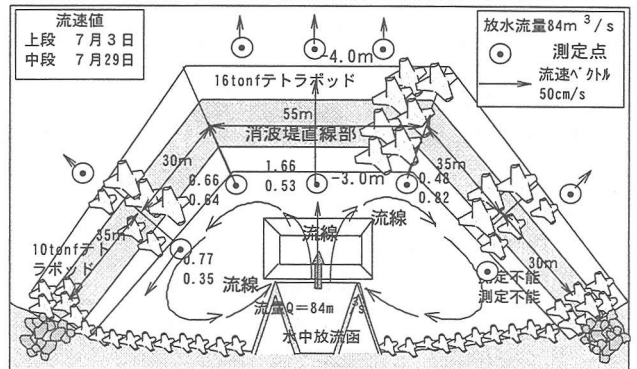 流速値
上段 7月3日
中段 7月29日
放水流量84m³/s
測定点
流速ベクトル
50cm/s
-4.0m
16tonfテトラポッド
55m
消波堤直線部
30m
35m
1.66
0.53
-3.0m
0.66
0.64
0.48
0.82
流線
流線
35m
10tonfテト
ラポッド
0.77
0.35
流線
30m
測定不能
測定不能
流量Q=84m³s
水中放流函